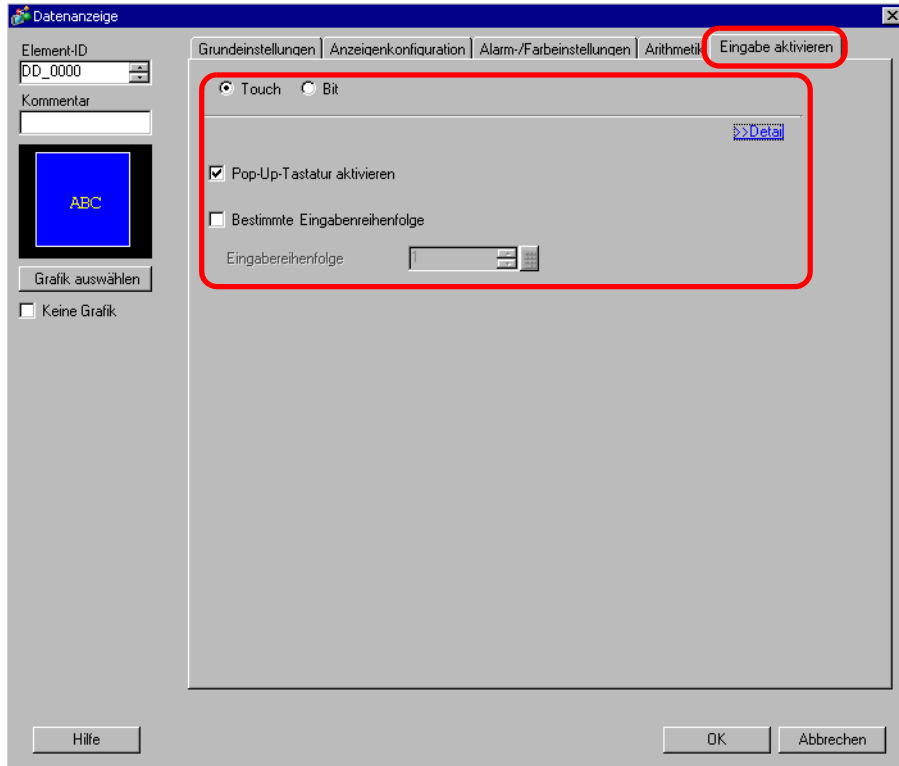 Datenanzeige
Element-ID
DD_0000
Kommentar
ABC
Grafik auswählen
Keine Grafik
Grundeinstellungen Anzeigenkonfiguration Alarm-/Farbeinstellungen Arithmetik Eingabe aktivieren
Touch Bit
>>Detail
Pop-Up-Tastatur aktivieren
Bestimmte Eingabenreihenfolge
Eingabereihenfolge 1
Hilfe OK Abbrechen